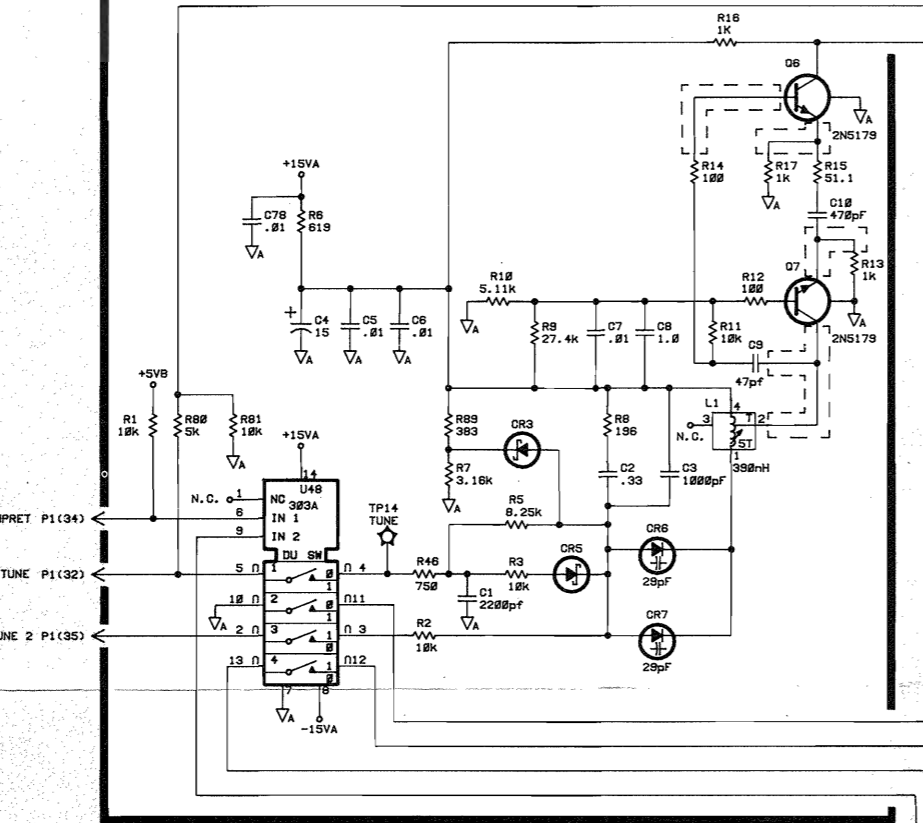 R16
1K
Q6
A
2N5179
R14
100
R17
1k
R15
51.1
A
C10
470pF
+15VA
C78
.01
R6
619
A
R13
1k
Q7
R10
5.11k
R12
100
A
2N5179
C4
15
C5
.01
C6
.01
A
R9
27.4k
C7
.01
C8
1.0
R11
10k
C9
47pf
A
A
A
+5VB
R1
10k
R80
5k
R81
10k
A
+15VA
R89
383
CR3
R8
196
L1
4
3
T
2
N.C.
5T
1
390nH
R7
3.16k
A
C2
.33
C3
1000pF
14
U48
303A
N.C.
1
NC
6
IN 1
9
IN 2
DU SW
TP14
TUNE
R5
8.25k
MPRET P1(34)
TUNE P1(32)
UNE 2 P1(35)
5
1
0
1
4
R46
750
R3
10k
CR5
CR6
29pF
10
2
0
1
11
A
C1
2200pf
A
2
3
1
0
3
R2
10k
CR7
29pF
13
4
1
0
12
7
8
A
-15VA